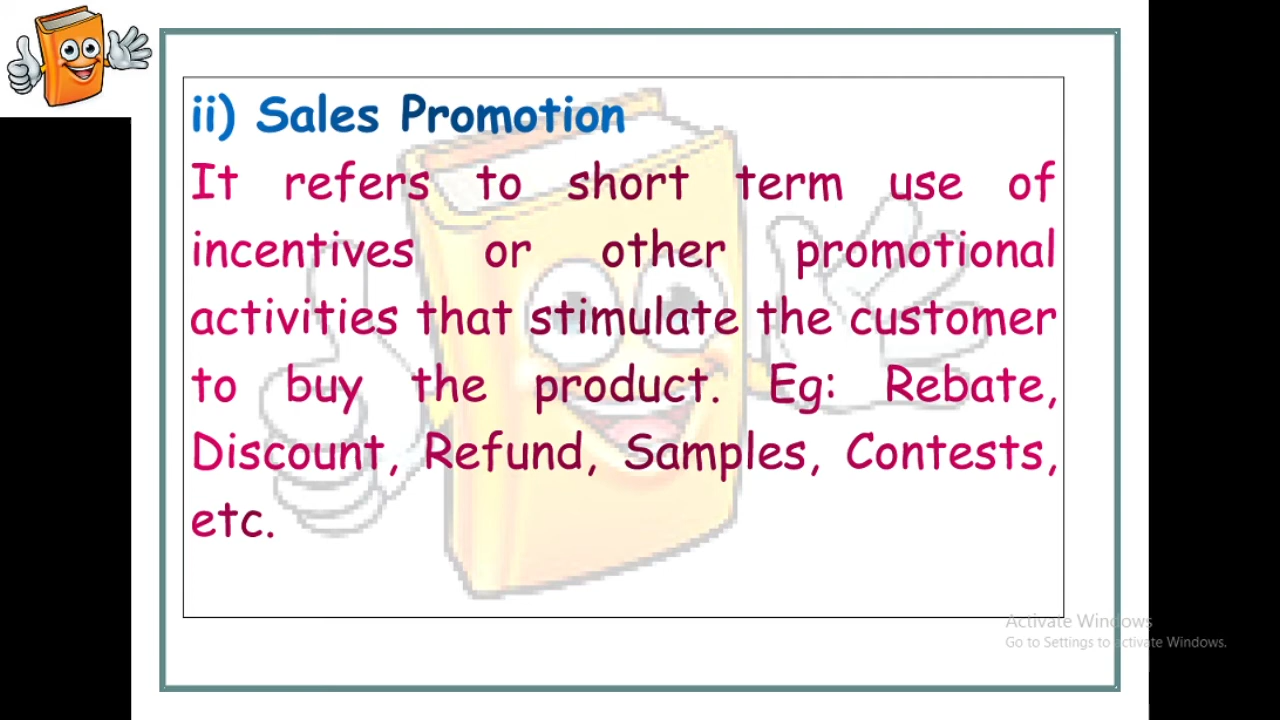 ii) Sales Promotion
It refers to short term use of
incentives or other promotional
activities that stimulate the customer
to buy the product. Eg: Rebate,
Discount, Refund, Samples, Contests,
etc.
Activate Windows
Go to Settings to activate Windows.